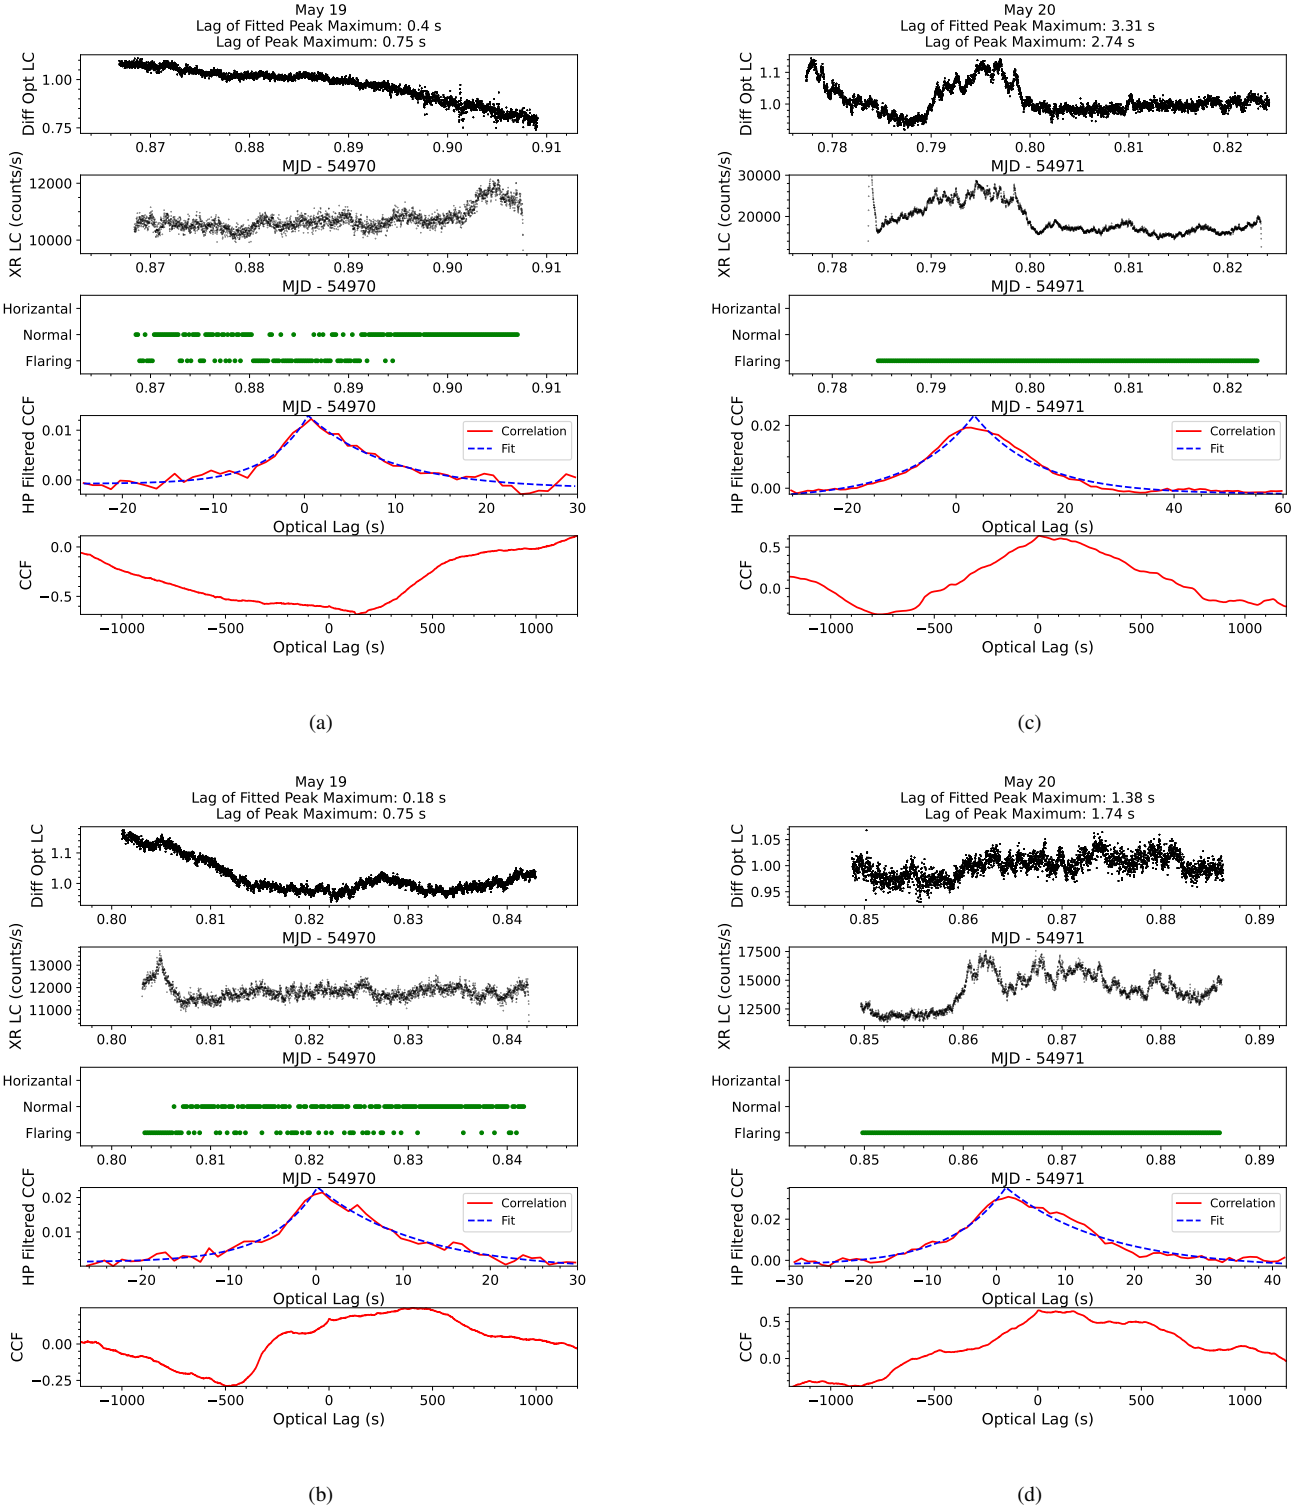 May 19
Lag of Fitted Peak Maximum: 0.4 s
Lag of Peak Maximum: 0.75 s
Diff Opt LC
1.00
0.75
0.87 0.88 0.89 0.90 0.91
MJD - 54970
XR LC (counts/s)
12000
10000
0.87 0.88 0.89 0.90 0.91
MJD - 54970
Horizantal
Normal
Flaring
0.87 0.88 0.89 0.90 0.91
MJD - 54970
HP Filtered CCF
0.01
0.00
Correlation
Fit
−20 −10 0 10 20 30
Optical Lag (s)
CCF
0.0
−0.5
−1000 −500 0 500 1000
Optical Lag (s)
(a)
May 20
Lag of Fitted Peak Maximum: 3.31 s
Lag of Peak Maximum: 2.74 s
Diff Opt LC
1.1
1.0
0.78 0.79 0.80 0.81 0.82
MJD - 54971
XR LC (counts/s)
30000
20000
0.78 0.79 0.80 0.81 0.82
MJD - 54971
Horizantal
Normal
Flaring
0.78 0.79 0.80 0.81 0.82
MJD - 54971
HP Filtered CCF
0.02
0.00
Correlation
Fit
−20 0 20 40 60
Optical Lag (s)
CCF
0.5
0.0
−1000 −500 0 500 1000
Optical Lag (s)
(c)
May 19
Lag of Fitted Peak Maximum: 0.18 s
Lag of Peak Maximum: 0.75 s
Diff Opt LC
1.1
1.0
0.80 0.81 0.82 0.83 0.84
MJD - 54970
XR LC (counts/s)
13000
12000
11000
0.80 0.81 0.82 0.83 0.84
MJD - 54970
Horizantal
Normal
Flaring
0.80 0.81 0.82 0.83 0.84
MJD - 54970
HP Filtered CCF
0.02
0.01
Correlation
Fit
−20 −10 0 10 20 30
Optical Lag (s)
CCF
0.00
−0.25
−1000 −500 0 500 1000
Optical Lag (s)
(b)
May 20
Lag of Fitted Peak Maximum: 1.38 s
Lag of Peak Maximum: 1.74 s
Diff Opt LC
1.05
1.00
0.95
0.85 0.86 0.87 0.88 0.89
MJD - 54971
XR LC (counts/s)
17500
15000
12500
0.85 0.86 0.87 0.88 0.89
MJD - 54971
Horizantal
Normal
Flaring
0.85 0.86 0.87 0.88 0.89
MJD - 54971
HP Filtered CCF
0.02
0.00
Correlation
Fit
−30 −20 −10 0 10 20 30 40
Optical Lag (s)
CCF
0.5
0.0
−1000 −500 0 500 1000
Optical Lag (s)
(d)